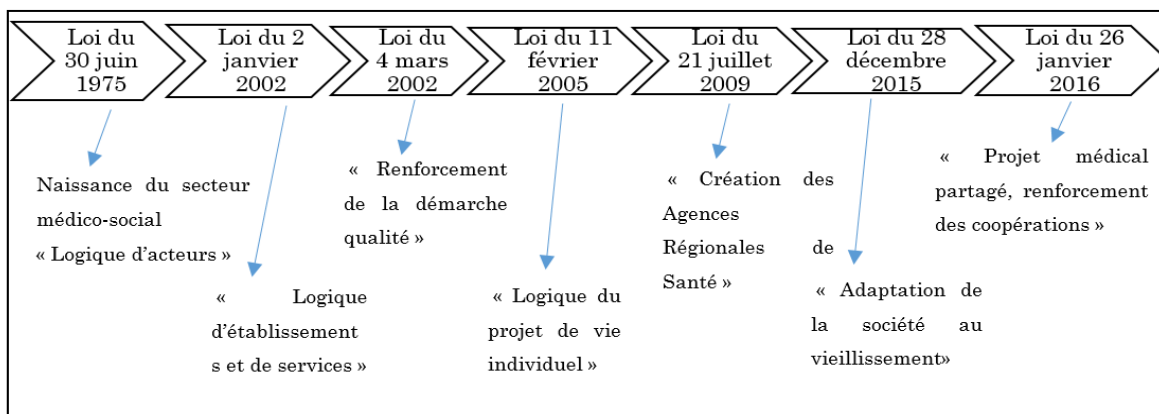 Loi du
30 juin
1975
Loi du 2
janvier
2002
Loi du
4 mars
2002
Loi du 11
février
2005
Loi du
21 juillet
2009
Loi du 28
décembre
2015
Loi du 26
janvier
2016
Naissance du secteur
médico-social
« Logique d’acteurs »
« Logique
d’établissement
s et de services »
« Renforcement
de la démarche
qualité »
« Logique du
projet de vie
individuel »
« Création des
Agences
Régionales de
Santé »
« Adaptation de
la société au
vieillissement»
« Projet médical
partagé, renforcement
des coopérations »